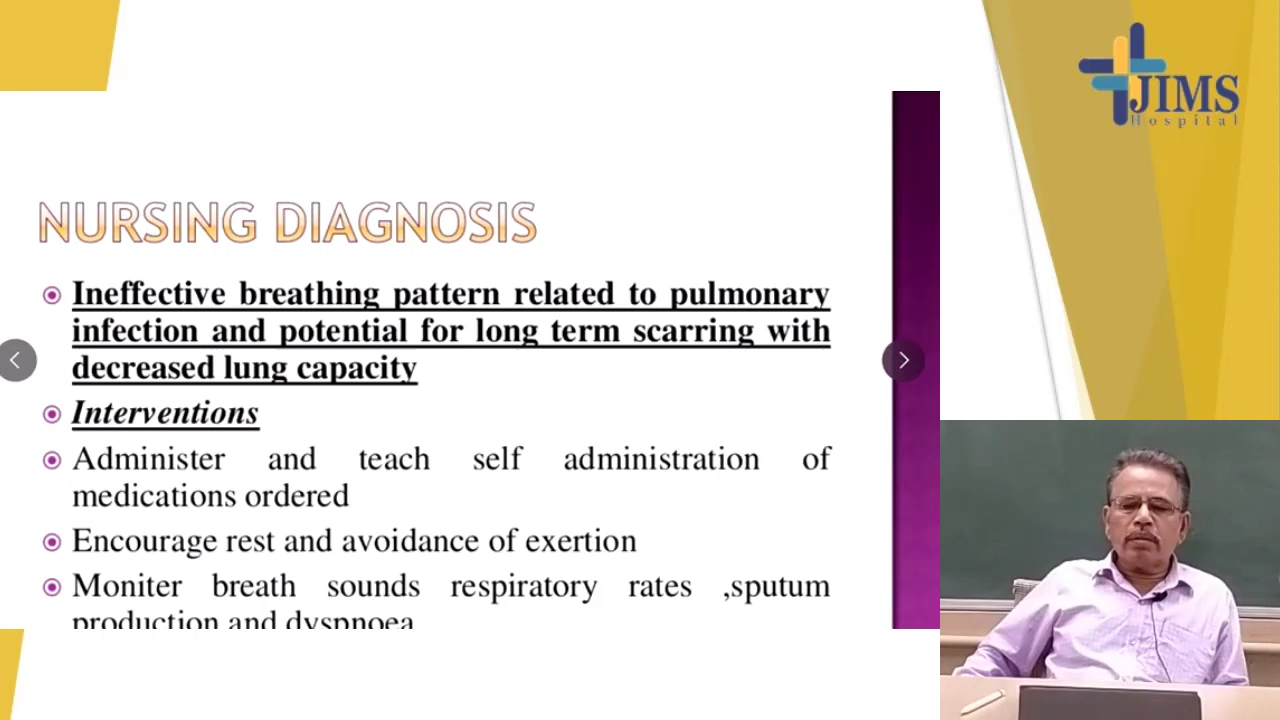 JIMS
Hospital
NURSING DIAGNOSIS
Ineffective breathing pattern related to pulmonary
infection and potential for long term scarring with
decreased lung capacity
Interventions
Administer and teach self administration of
medications ordered
Encourage rest and avoidance of exertion
Moniter breath sounds respiratory rates ,sputum
production and dyspnoea